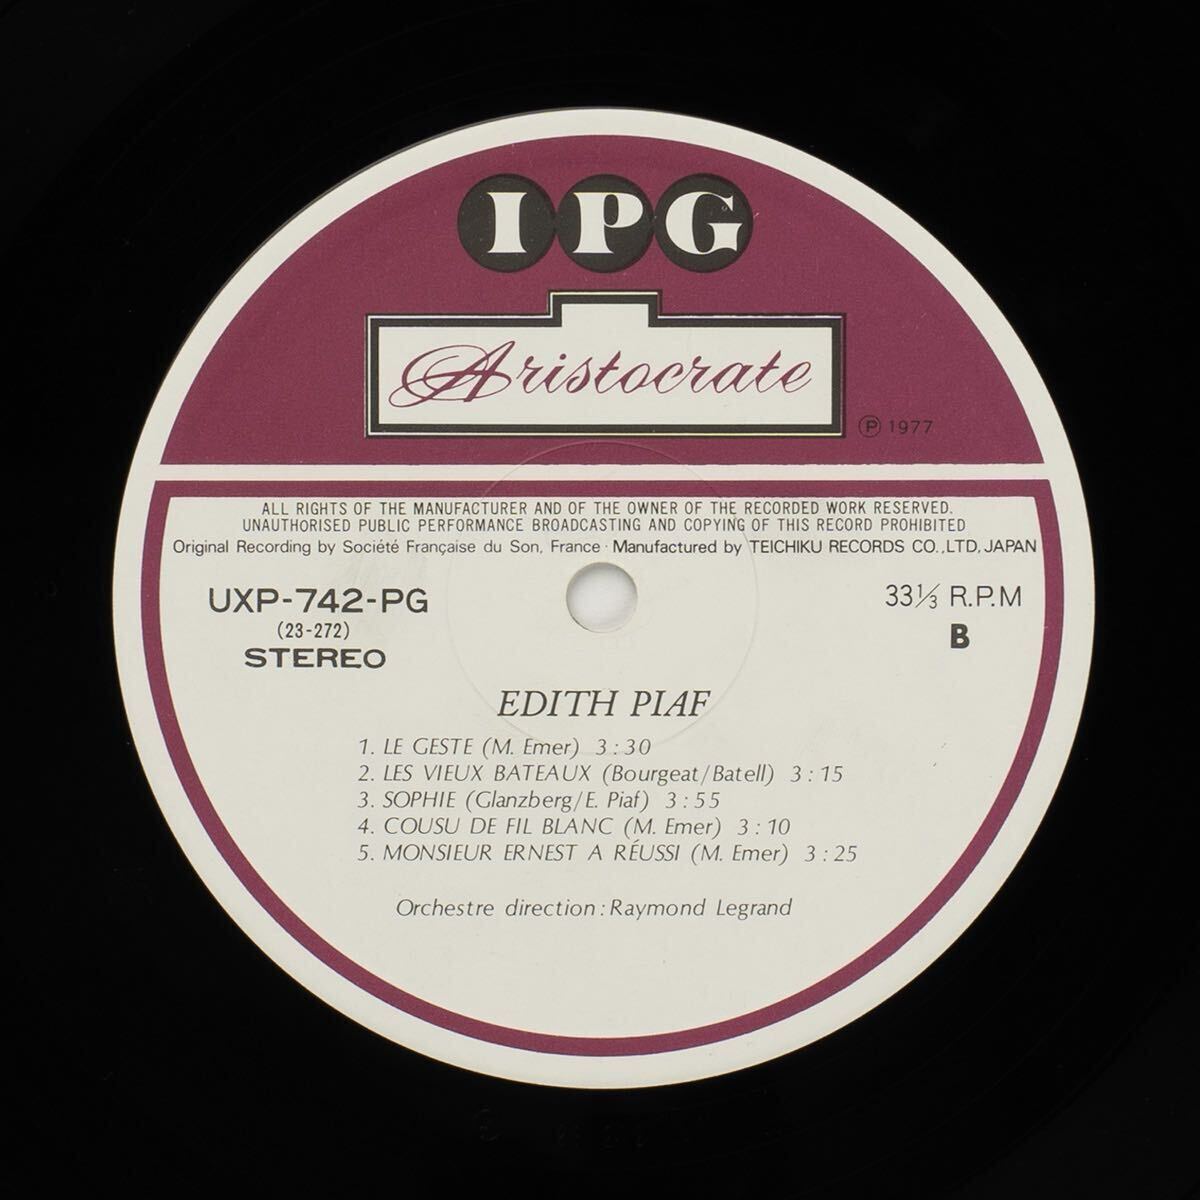 IPG
Aristocrate
℗ 1977
ALL RIGHTS OF THE MANUFACTURER AND OF THE OWNER OF THE RECORDED WORK RESERVED.
UNAUTHORISED PUBLIC PERFORMANCE BROADCASTING AND COPYING OF THIS RECORD PROHIBITED
Original Recording by Société Française du Son, France · Manufactured by TEICHIKU RECORDS CO., LTD, JAPAN
UXP-742-PG
(23-272)
STEREO
33⅓ R.P.M
B
EDITH PIAF
1. LE GESTE (M. Emer) 3:30
2. LES VIEUX BATEAUX (Bourgeat/Batell) 3:15
3. SOPHIE (Glanzberg/E. Piaf) 3:55
4. COUSU DE FIL BLANC (M. Emer) 3:10
5. MONSIEUR ERNEST A RÉUSSI (M. Emer) 3:25
Orchestre direction: Raymond Legrand